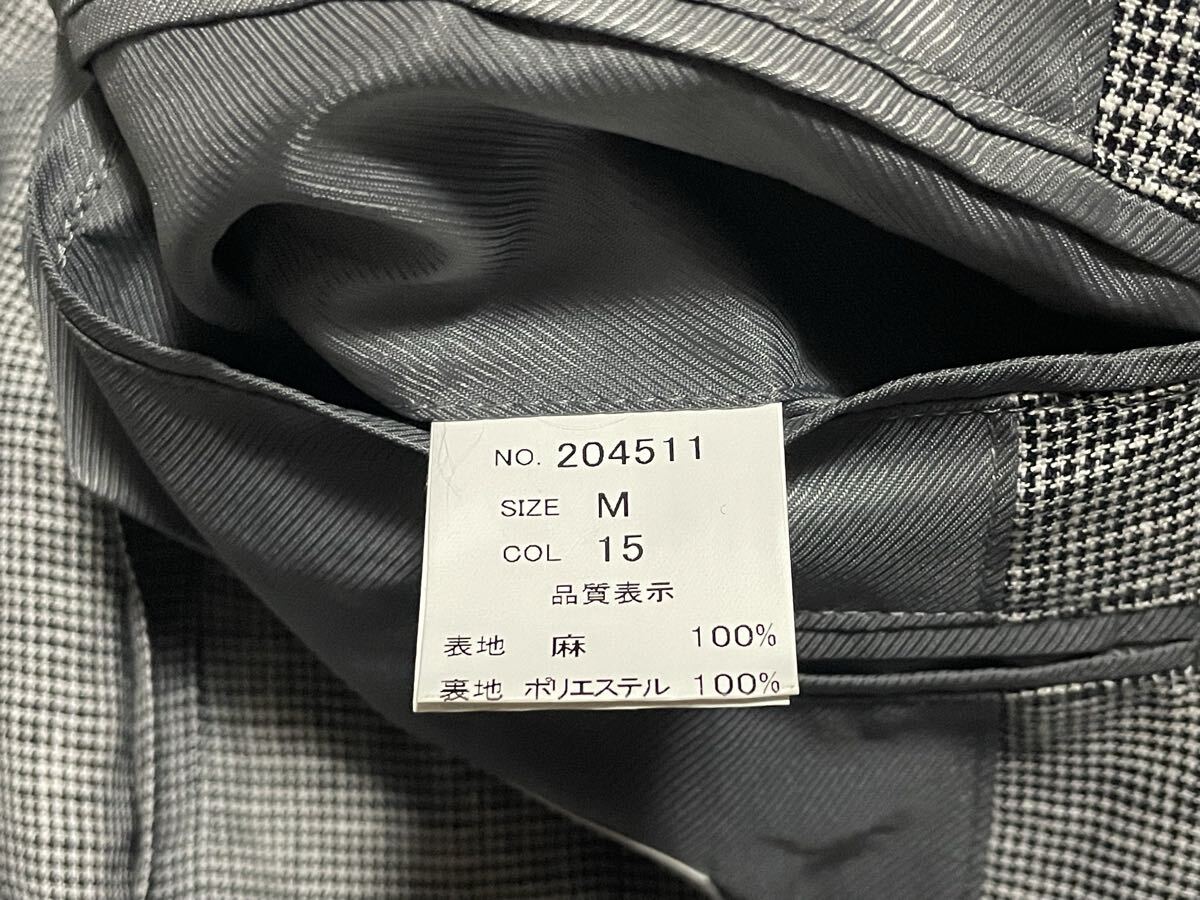 NO. 204511
SIZE M
COL 15
品質表示
表地 麻 100%
裏地 ポリエステル 100%